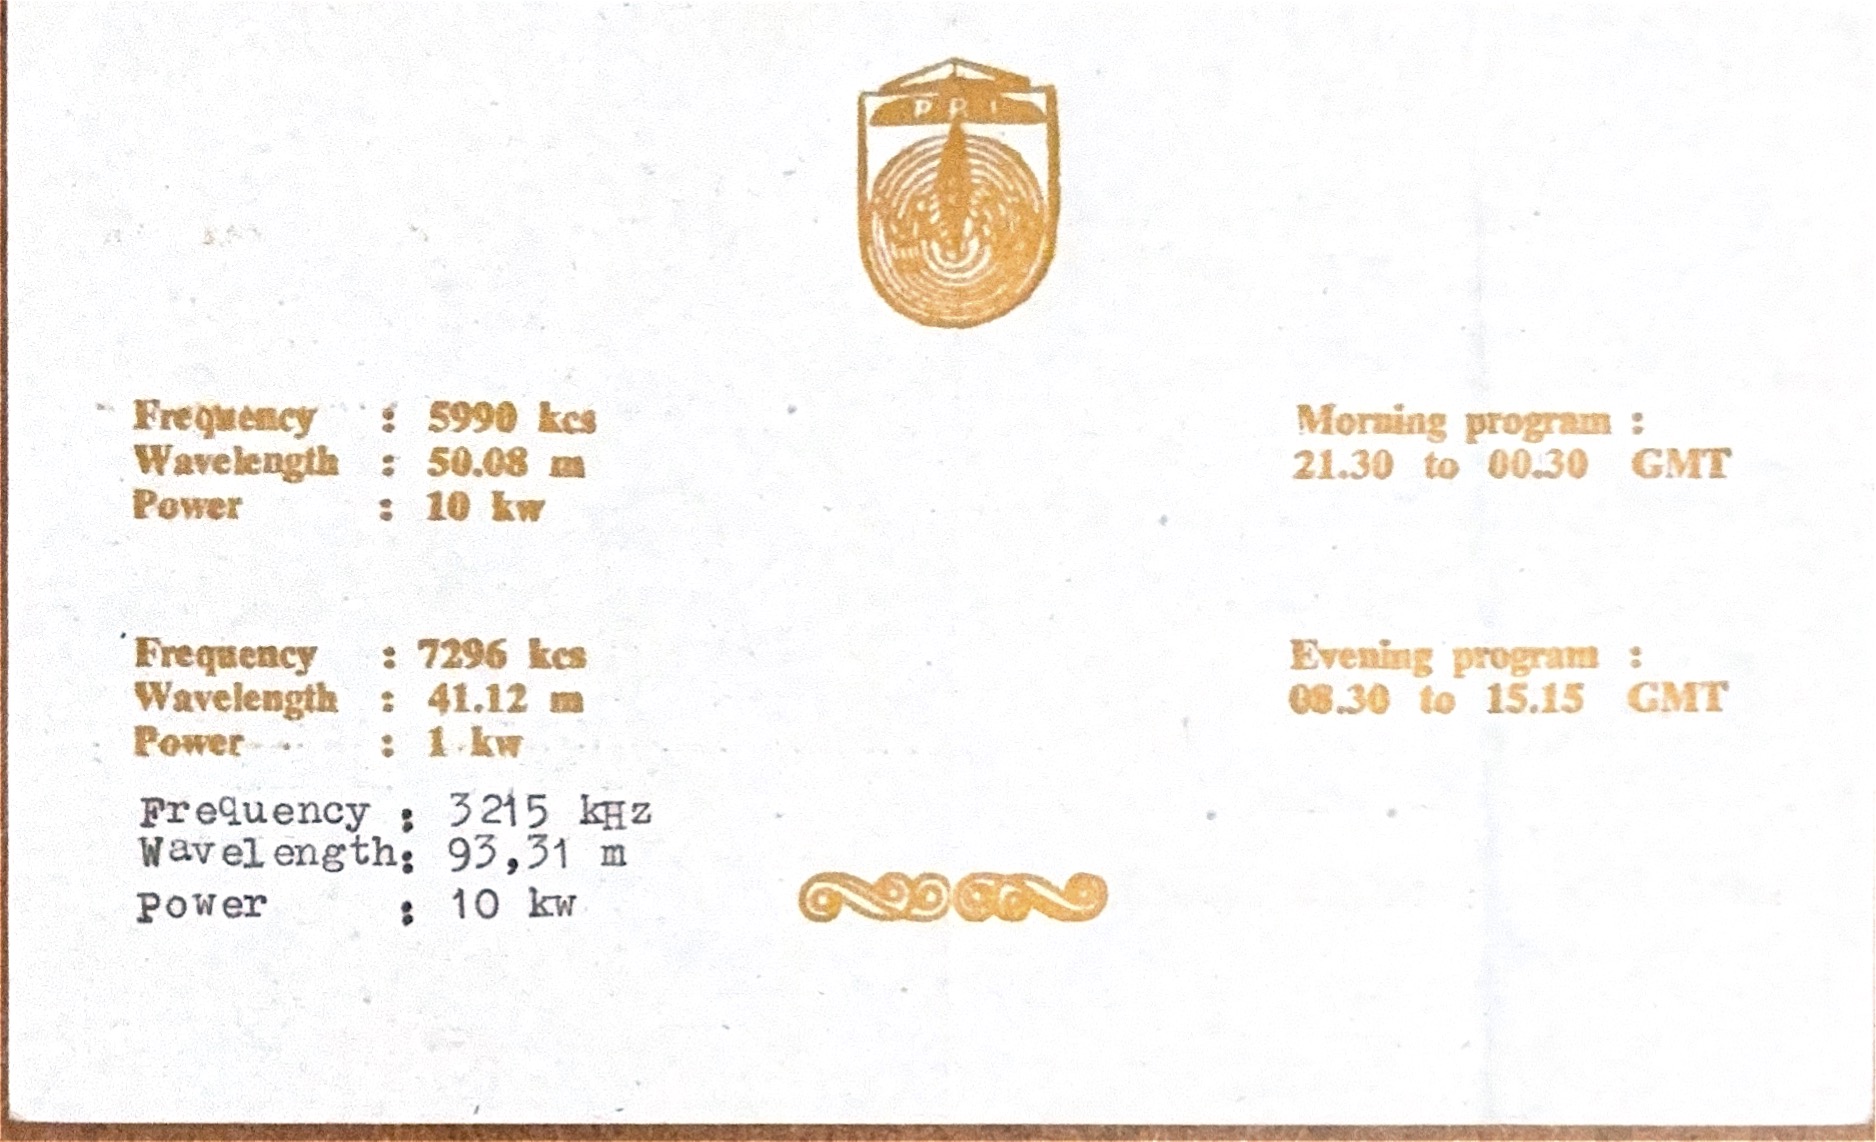 P R I
Frequency : 5990 kcs
Wavelength : 50.08 m
Power : 10 kw
Morning program :
21.30 to 00.30 GMT
Frequency : 7296 kcs
Wavelength : 41.12 m
Power : 1 kw
Evening program :
08.30 to 15.15 GMT
Frequency : 3215 kHz
Wavelength: 93,31 m
Power : 10 kw